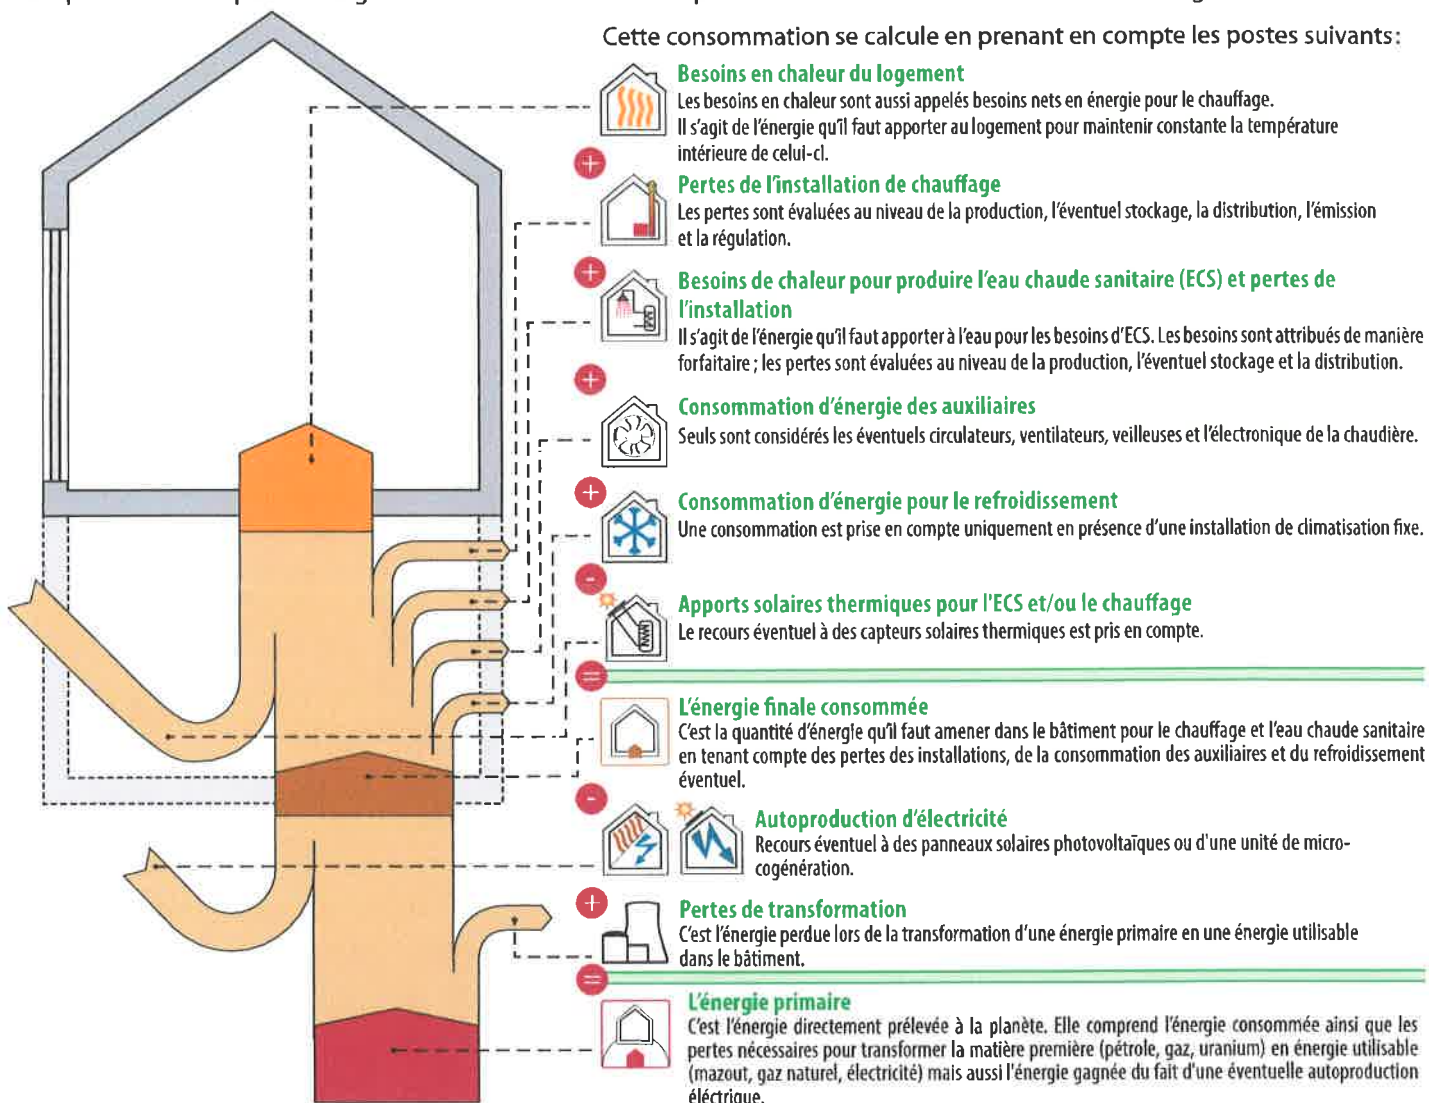 Cette consommation se calcule en prenant en compte les postes suivants:
Besoins en chaleur du logement
Les besoins en chaleur sont aussi appelés besoins nets en énergie pour le chauffage.
Il s'agit de l'énergie qu'il faut apporter au logement pour maintenir constante la température
intérieure de celui-cl.
+
Pertes de l'installation de chauffage
Les pertes sont évaluées au niveau de la production, l'éventuel stockage, la distribution, l'émission
et la régulation.
+
Besoins de chaleur pour produire l'eau chaude sanitaire (ECS) et pertes de
l'installation
Il s'agit de l'énergie qu'il faut apporter à l'eau pour les besoins d'ECS. Les besoins sont attribués de manière
forfaitaire ; les pertes sont évaluées au niveau de la production, l'éventuel stockage et la distribution.
+
Consommation d'énergie des auxiliaires
Seuls sont considérés les éventuels circulateurs, ventilateurs, veilleuses et l'électronique de la chaudière.
+
Consommation d'énergie pour le refroidissement
Une consommation est prise en compte uniquement en présence d'une installation de climatisation fixe.
-
Apports solaires thermiques pour l'ECS et/ou le chauffage
Le recours éventuel à des capteurs solaires thermiques est pris en compte.
=
L'énergie finale consommée
C'est la quantité d'énergie qu'il faut amener dans le bâtiment pour le chauffage et l'eau chaude sanitaire
en tenant compte des pertes des installations, de la consommation des auxiliaires et du refroidissement
éventuel.
-
Autoproduction d'électricité
Recours éventuel à des panneaux solaires photovoltaïques ou d'une unité de micro-
cogénération.
+
Pertes de transformation
C'est l'énergie perdue lors de la transformation d'une énergie primaire en une énergie utilisable
dans le bâtiment.
=
L'énergie primaire
C'est l'énergie directement prélevée à la planète. Elle comprend l'énergie consommée ainsi que les
pertes nécessaires pour transformer la matière première (pétrole, gaz, uranium) en énergie utilisable
(mazout, gaz naturel, électricité) mais aussi l'énergie gagnée du fait d'une éventuelle autoproduction
éléctrique.